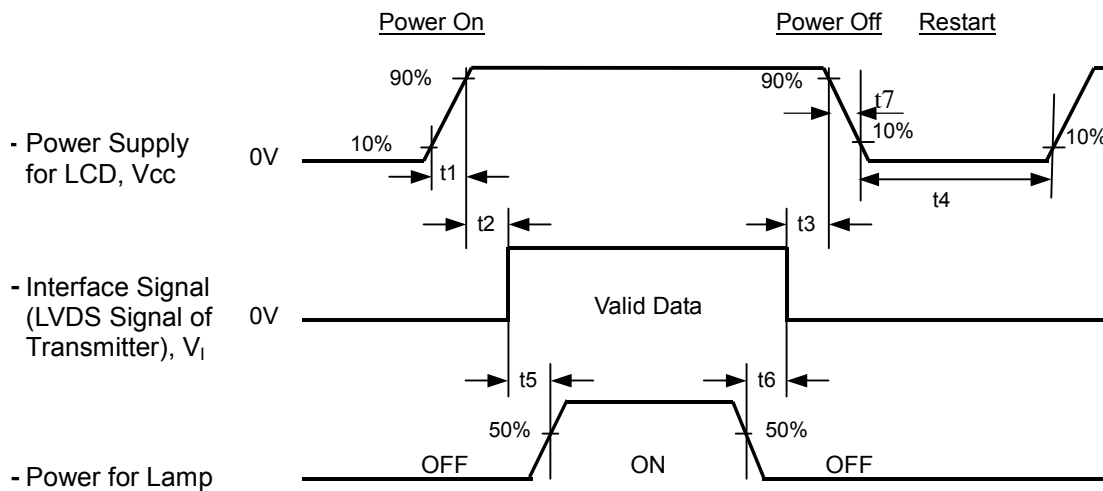 Power On
Power Off
Restart
90%
90%
t7
- Power Supply
for LCD, Vcc
0V
10%
10%
10%
t1
t4
t2
t3
- Interface Signal
(LVDS Signal of
Transmitter), VI
0V
Valid Data
t5
t6
50%
50%
- Power for Lamp
OFF
ON
OFF